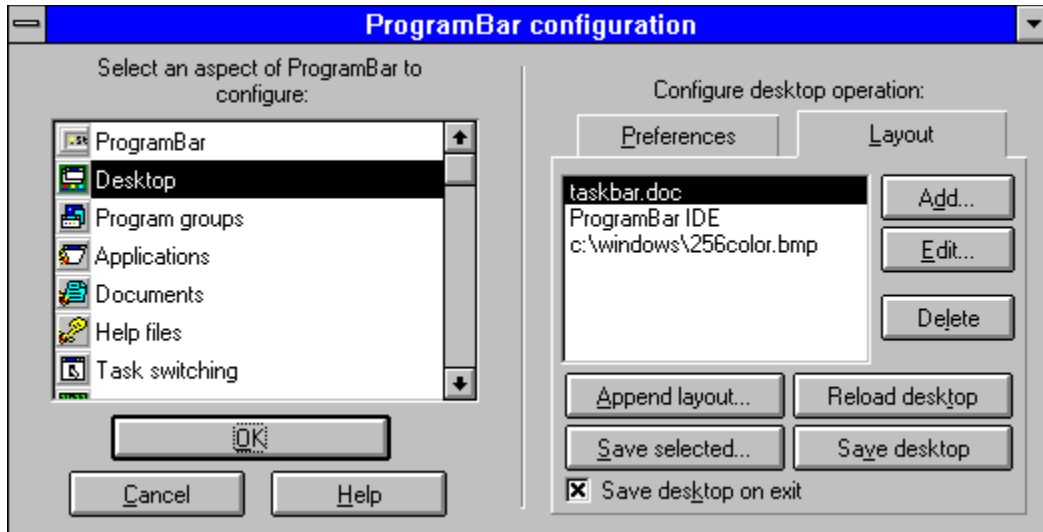 ProgramBar configuration
Select an aspect of ProgramBar to
configure:
ProgramBar
Desktop
Program groups
Applications
Documents
Help files
Task switching
OK
Cancel
Help
Configure desktop operation:
Preferences
Layout
taskbar.doc
ProgramBar IDE
c:\windows\256color.bmp
Add...
Edit...
Delete
Append layout...
Reload desktop
Save selected...
Save desktop
Save desktop on exit